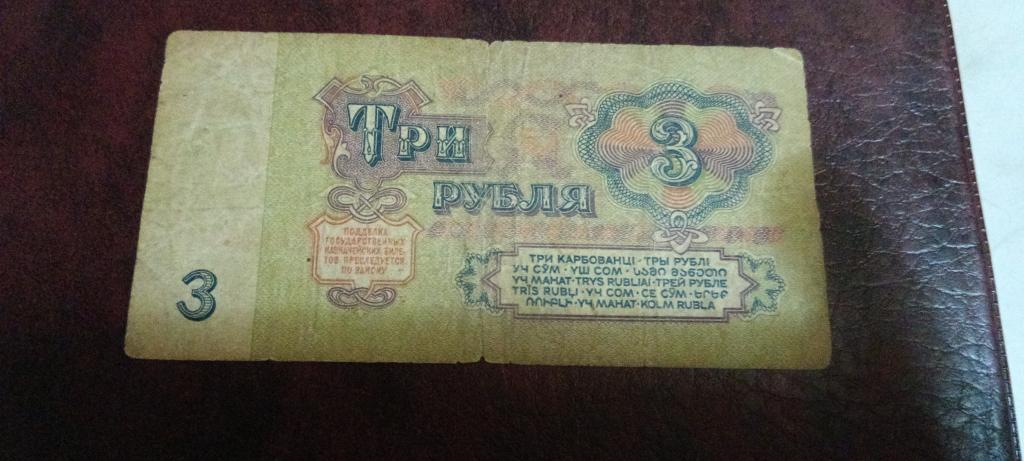 Три
рубля
3
ПОДДЕЛКА
ГОСУДАРСТВЕННЫХ
КАЗНАЧЕЙСКИХ БИЛЕ-
ТОВ ПРЕСЛЕДУЕТСЯ
ПО ЗАКОНУ
ТРИ КАРБОВАНЦІ · ТРЫ РУБЛІ
УЧ СЎМ · ҮШ СОМ · ᲡᲐᲛᲘ ᲛᲐᲜᲔᲗᲘ
ҮЧ МАНАТ · TRYS RUBLIAI · ТРЕЙ РУБЛЕ
TRĪS RUBĻI · ҮЧ СОМ · СЕ СЎМ · ԵՐԵՔ
ՌՈՒԲԼԻ · ҮЧ МАНАТ · KOLM RUBLA
3